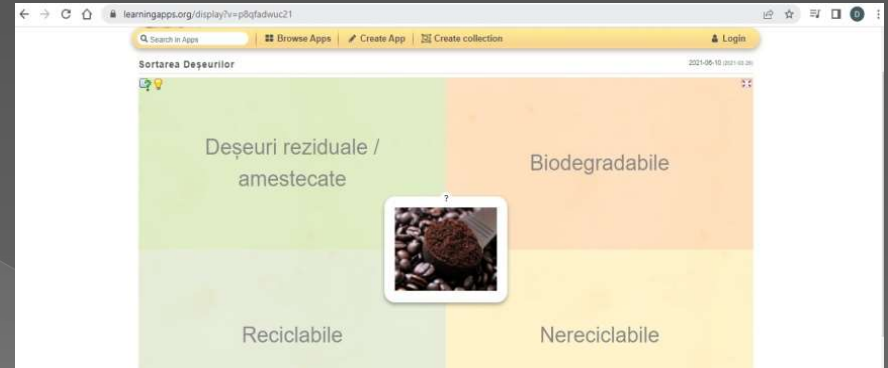 learningapps.org/display?v=p8qfadwuc21
Search in Apps Browse Apps Create App Create collection Login
Sortarea Deșeurilor 2021-06-10
Deșeuri reziduale /
amestecate
Biodegradabile
?
Reciclabile
Nereciclabile